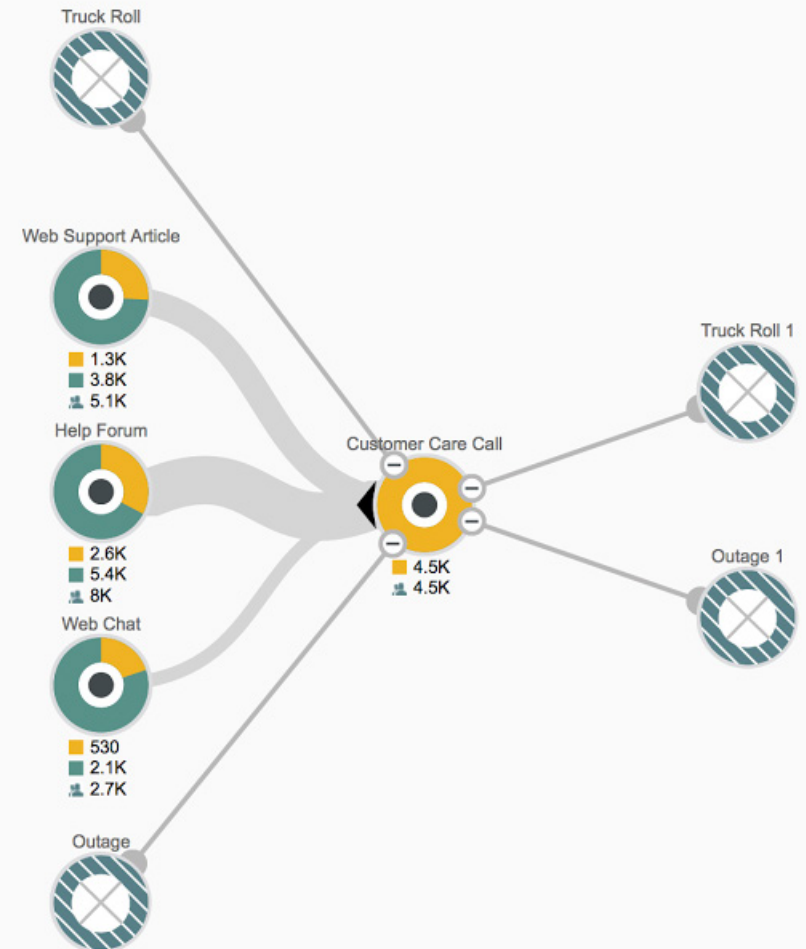 Truck Roll
Web Support Article
1.3K
3.8K
5.1K
Help Forum
2.6K
5.4K
8K
Web Chat
530
2.1K
2.7K
Outage
Customer Care Call
4.5K
4.5K
Truck Roll 1
Outage 1